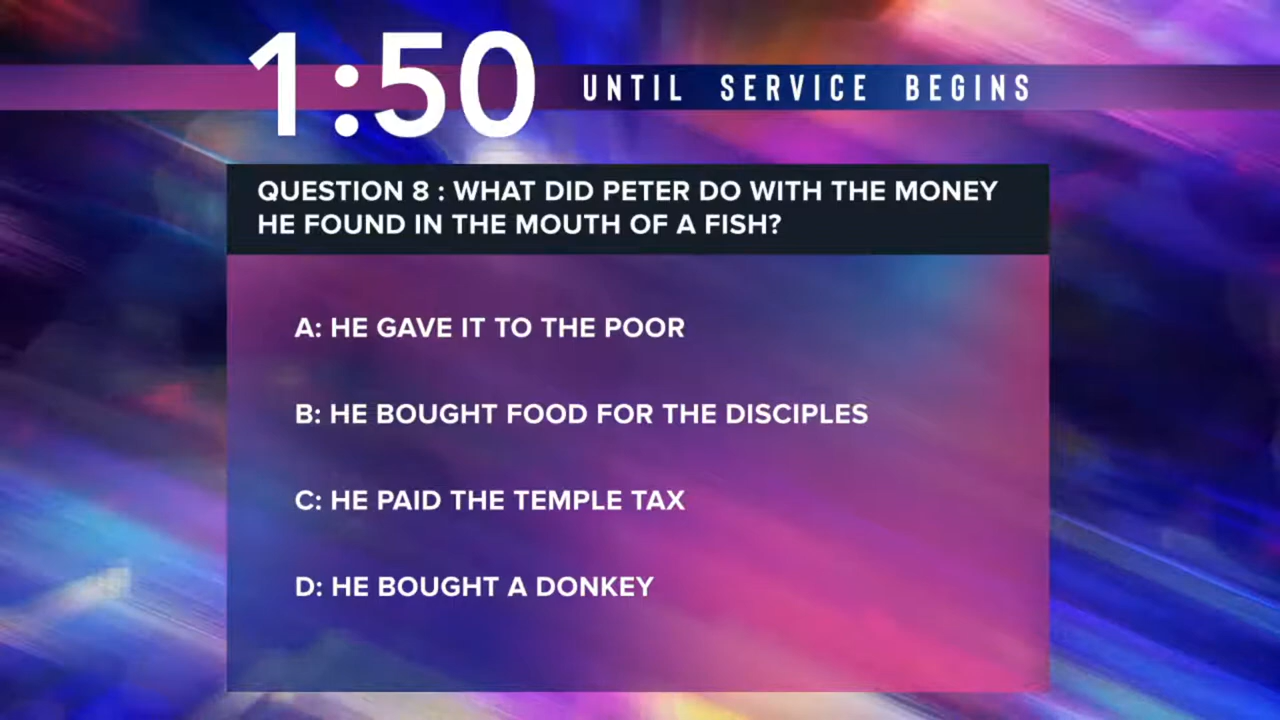 1:50 UNTIL SERVICE BEGINS
QUESTION 8 : WHAT DID PETER DO WITH THE MONEY
HE FOUND IN THE MOUTH OF A FISH?
A: HE GAVE IT TO THE POOR
B: HE BOUGHT FOOD FOR THE DISCIPLES
C: HE PAID THE TEMPLE TAX
D: HE BOUGHT A DONKEY